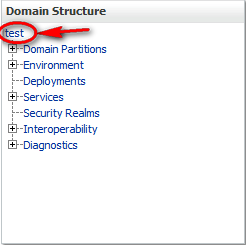 Domain Structure
test
Domain Partitions
Environment
Deployments
Services
Security Realms
Interoperability
Diagnostics